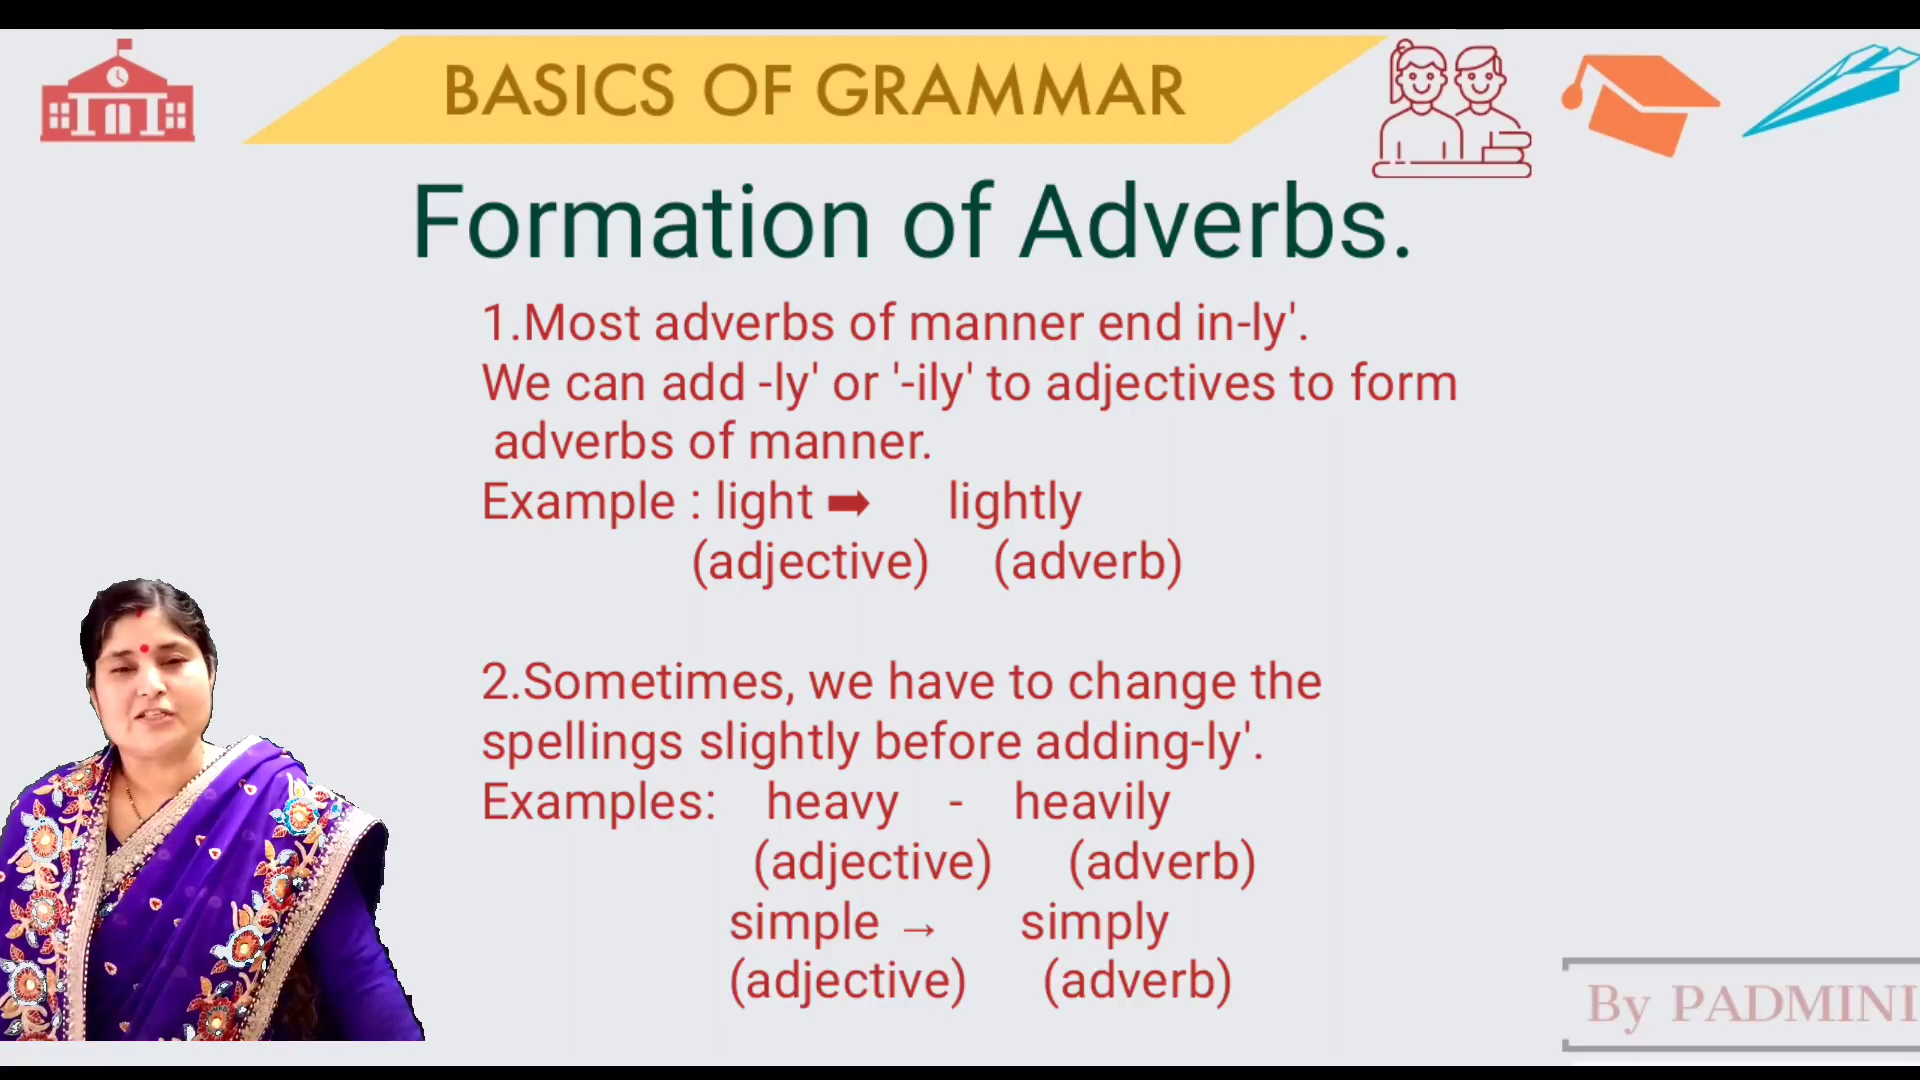 BASICS OF GRAMMAR
Formation of Adverbs.
1.Most adverbs of manner end in-ly'.
We can add -ly' or '-ily' to adjectives to form
adverbs of manner.
Example : light ➡ lightly
(adjective) (adverb)
2.Sometimes, we have to change the
spellings slightly before adding-ly'.
Examples: heavy - heavily
(adjective) (adverb)
simple → simply
(adjective) (adverb)
By PADMINI